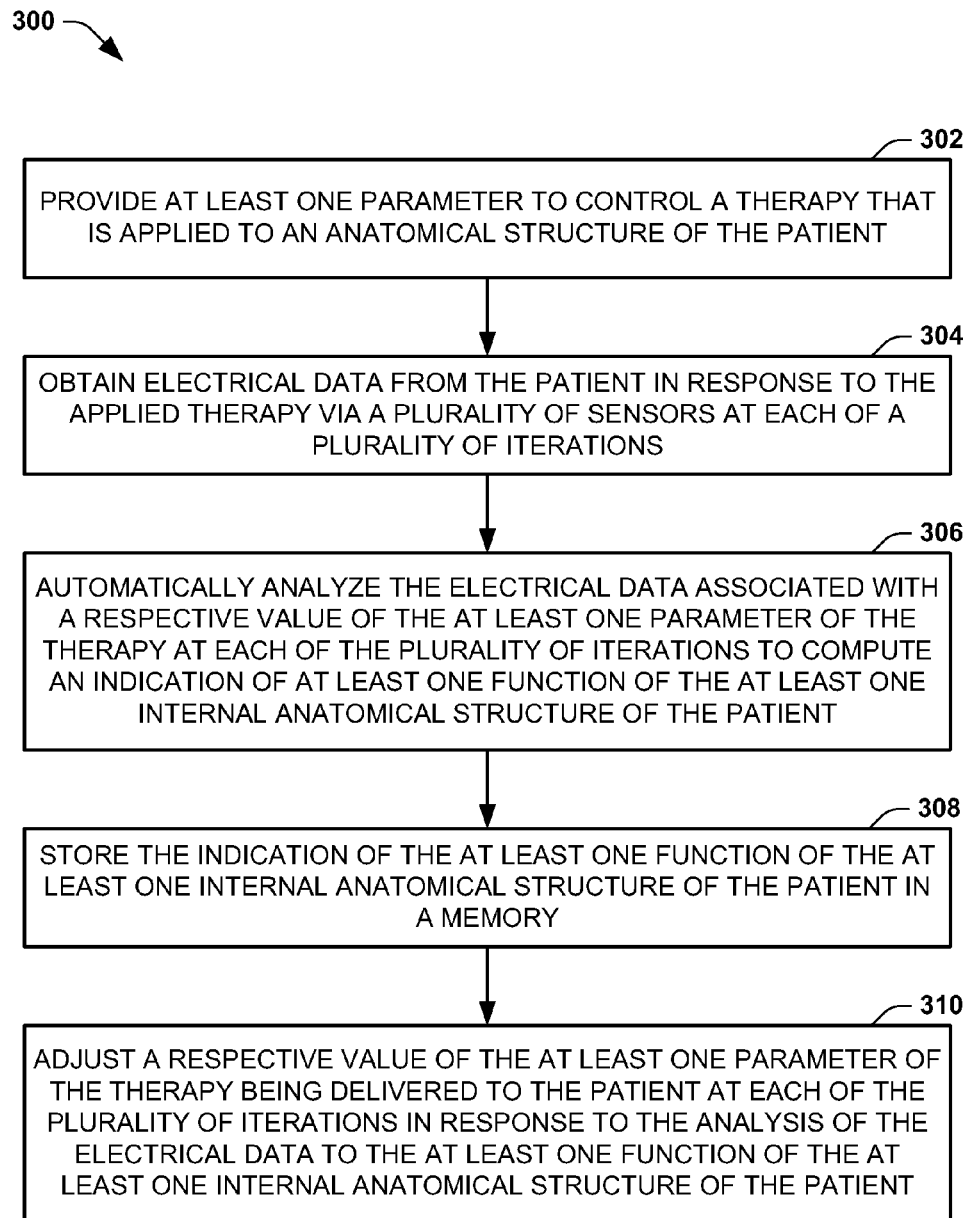 300
302
PROVIDE AT LEAST ONE PARAMETER TO CONTROL A THERAPY THAT
IS APPLIED TO AN ANATOMICAL STRUCTURE OF THE PATIENT
304
OBTAIN ELECTRICAL DATA FROM THE PATIENT IN RESPONSE TO THE
APPLIED THERAPY VIA A PLURALITY OF SENSORS AT EACH OF A
PLURALITY OF ITERATIONS
306
AUTOMATICALLY ANALYZE THE ELECTRICAL DATA ASSOCIATED WITH
A RESPECTIVE VALUE OF THE AT LEAST ONE PARAMETER OF THE
THERAPY AT EACH OF THE PLURALITY OF ITERATIONS TO COMPUTE
AN INDICATION OF AT LEAST ONE FUNCTION OF THE AT LEAST ONE
INTERNAL ANATOMICAL STRUCTURE OF THE PATIENT
308
STORE THE INDICATION OF THE AT LEAST ONE FUNCTION OF THE AT
LEAST ONE INTERNAL ANATOMICAL STRUCTURE OF THE PATIENT IN
A MEMORY
310
ADJUST A RESPECTIVE VALUE OF THE AT LEAST ONE PARAMETER OF
THE THERAPY BEING DELIVERED TO THE PATIENT AT EACH OF THE
PLURALITY OF ITERATIONS IN RESPONSE TO THE ANALYSIS OF THE
ELECTRICAL DATA TO THE AT LEAST ONE FUNCTION OF THE AT
LEAST ONE INTERNAL ANATOMICAL STRUCTURE OF THE PATIENT